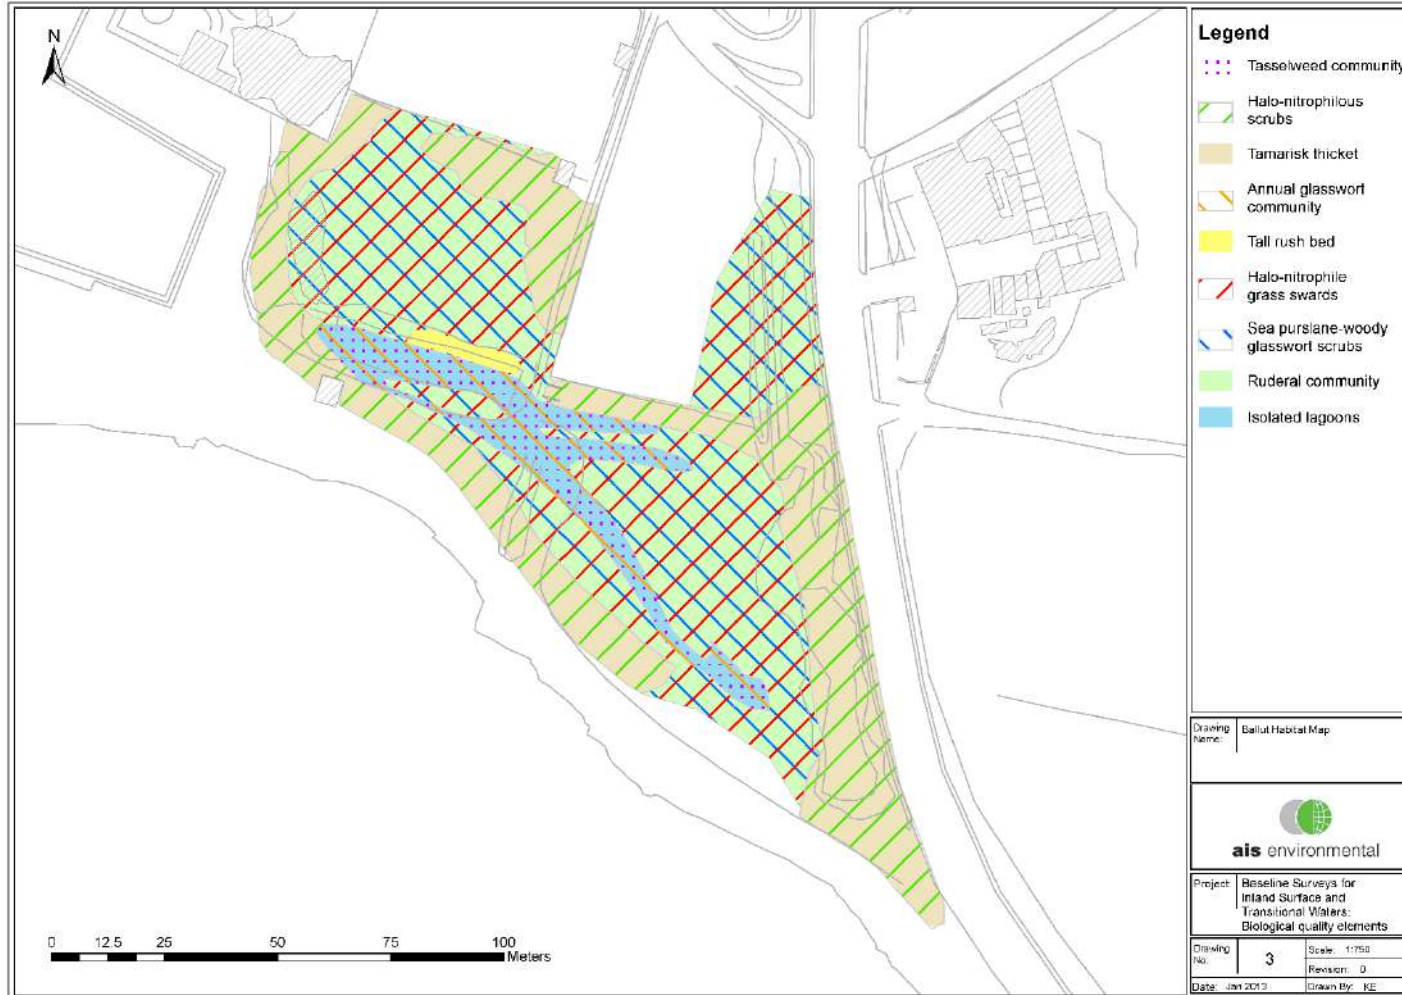 N
Legend
Tasselweed community
Halo-nitrophilous
scrubs
Tamarisk thicket
Annual glasswort
community
Tall rush bed
Halo-nitrophile
grass swards
Sea purslane-woody
glasswort scrubs
Ruderal community
Isolated lagoons
0 12.5 25 50 75 100
Meters
Drawing
Name:
Ballut Habitat Map
ais environmental
Project
Baseline Surveys for
Inland Surface and
Transitional Waters:
Biological quality elements
Drawing
No.
3
Scale: 1:750
Revision: 0
Date: Jan 2013
Drawn By: KE